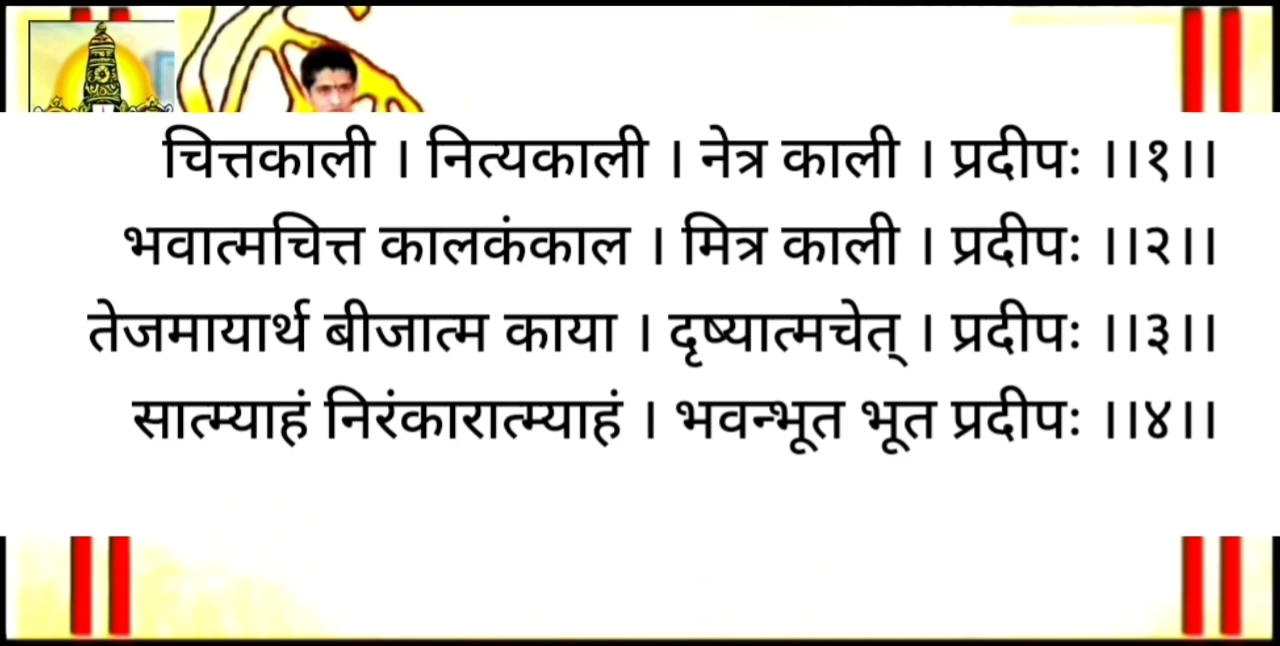 चित्तकाली । नित्यकाली । नेत्र काली । प्रदीपः ।।१।।
भवात्मचित्त कालकंकाल । मित्र काली । प्रदीपः ।।२।।
तेजमायार्थ बीजात्म काया । दृष्यात्मचेत् । प्रदीपः ।।३।।
सात्म्याहं निरंकारात्म्याहं । भवन्भूत भूत प्रदीपः ।।४।।